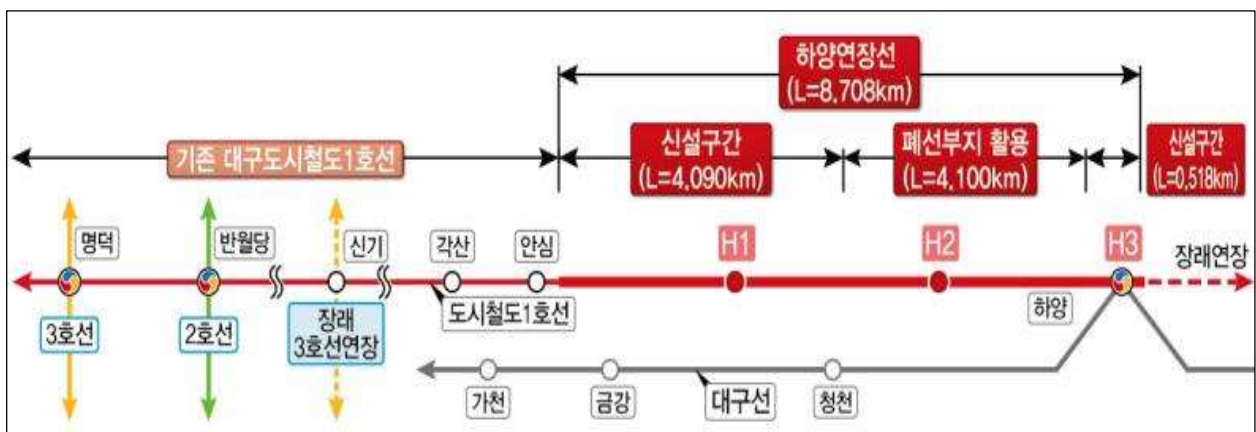 하양연장선
(L=8.708km)
기존 대구도시철도1호선
신설구간
(L=4.090km)
폐선부지 활용
(L=4.100km)
신설구간
(L=0.518km)
명덕
반월당
신기
각산
안심
H1
H2
H3
장래연장
3호선
2호선
장래
3호선연장
도시철도1호선
하양
가천
금강
대구선
청천